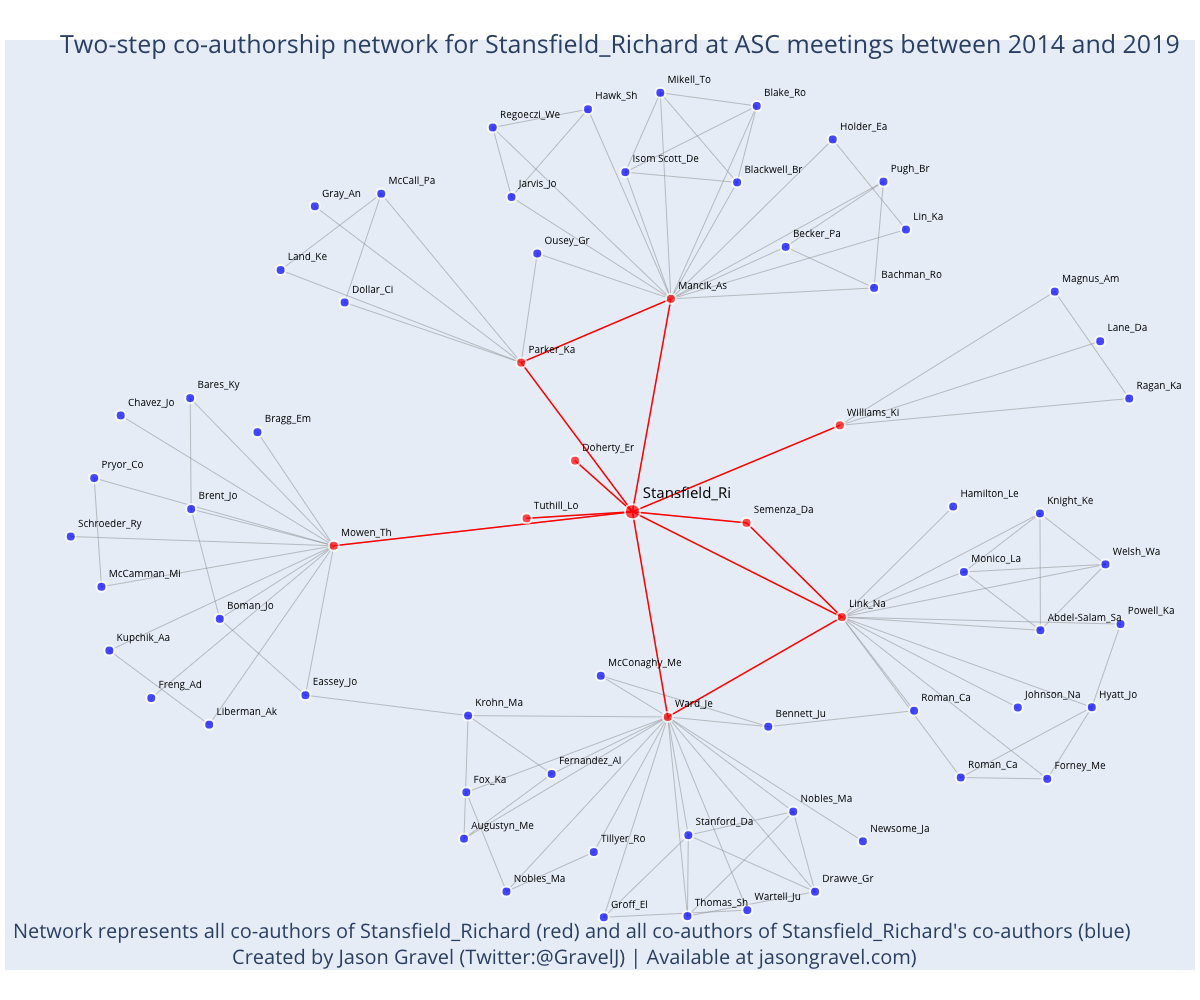 Two-step co-authorship network for Stansfield_Richard at ASC meetings between 2014 and 2019
Mikell_To
Blake_Ro
Hawk_Sh
Regoeczi_We
Holder_Ea
Isom Scott_De
Blackwell_Br
Pugh_Br
McCall_Pa
Jarvis_Jo
Gray_An
Lin_Ka
Becker_Pa
Ousey_Gr
Land_Ke
Bachman_Ro
Magnus_Am
Dollar_Ci
Mancik_As
Lane_Da
Parker_Ka
Bares_Ky
Ragan_Ka
Chavez_Jo
Williams_Ki
Bragg_Em
Doherty_Er
Pryor_Co
Stansfield_Ri
Brent_Jo
Hamilton_Le
Knight_Ke
Tuthill_Lo
Semenza_Da
Schroeder_Ry
Mowen_Th
Welsh_Wa
Monico_La
McCamman_Mi
Boman_Jo
Link_Na
Powell_Ka
Abdel-Salam_Sa
Kupchik_Aa
McConaghy_Me
Eassey_Jo
Freng_Ad
Krohn_Ma
Ward_Je
Roman_Ca
Johnson_Na
Hyatt_Jo
Liberman_Ak
Bennett_Ju
Fernandez_Al
Roman_Ca
Forney_Me
Fox_Ka
Nobles_Ma
Augustyn_Me
Stanford_Da
Newsome_Ja
Tillyer_Ro
Nobles_Ma
Drawve_Gr
Groff_El
Thomas_Sh
Wartell_Ju
Network represents all co-authors of Stansfield_Richard (red) and all co-authors of Stansfield_Richard's co-authors (blue)
Created by Jason Gravel (Twitter:@GravelJ) | Available at jasongravel.com)